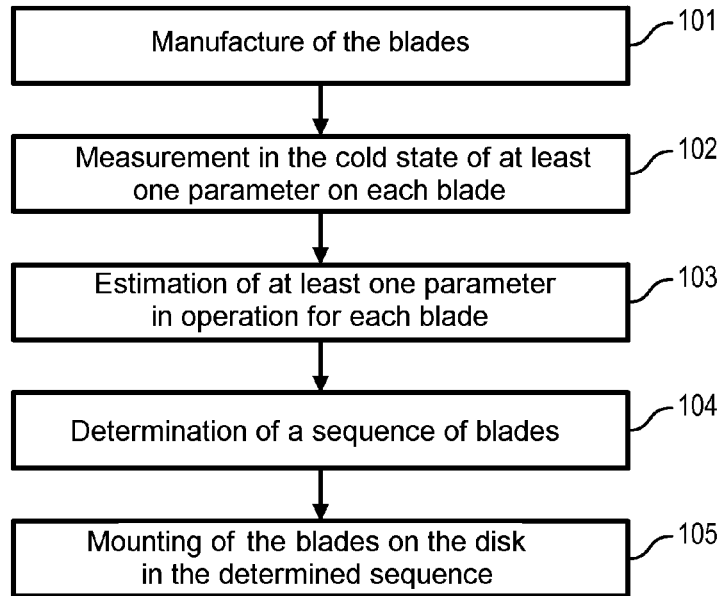 Manufacture of the blades
101
Measurement in the cold state of at least
one parameter on each blade
102
Estimation of at least one parameter
in operation for each blade
103
Determination of a sequence of blades
104
Mounting of the blades on the disk
in the determined sequence
105